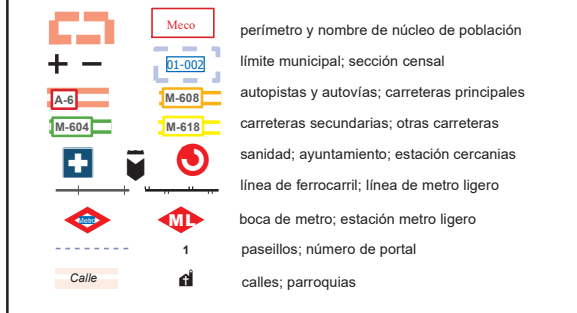 Meco perímetro y nombre de núcleo de población
01-002 límite municipal; sección censal
A-6 M-608 autopistas y autovías; carreteras principales
M-604 M-618 carreteras secundarias; otras carreteras
sanidad; ayuntamiento; estación cercanias
línea de ferrocarril; línea de metro ligero
Metro ML boca de metro; estación metro ligero
1 paseillos; número de portal
Calle calles; parroquias